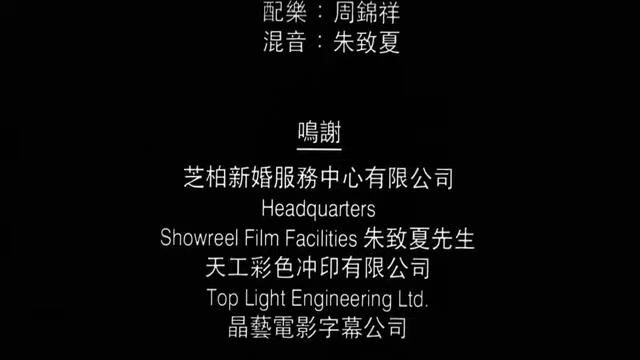 配樂：周錦祥
混音：朱致夏
鳴謝
芝柏新婚服務中心有限公司
Headquarters
Showreel Film Facilities 朱致夏先生
天工彩色冲印有限公司
Top Light Engineering Ltd.
晶藝電影字幕公司